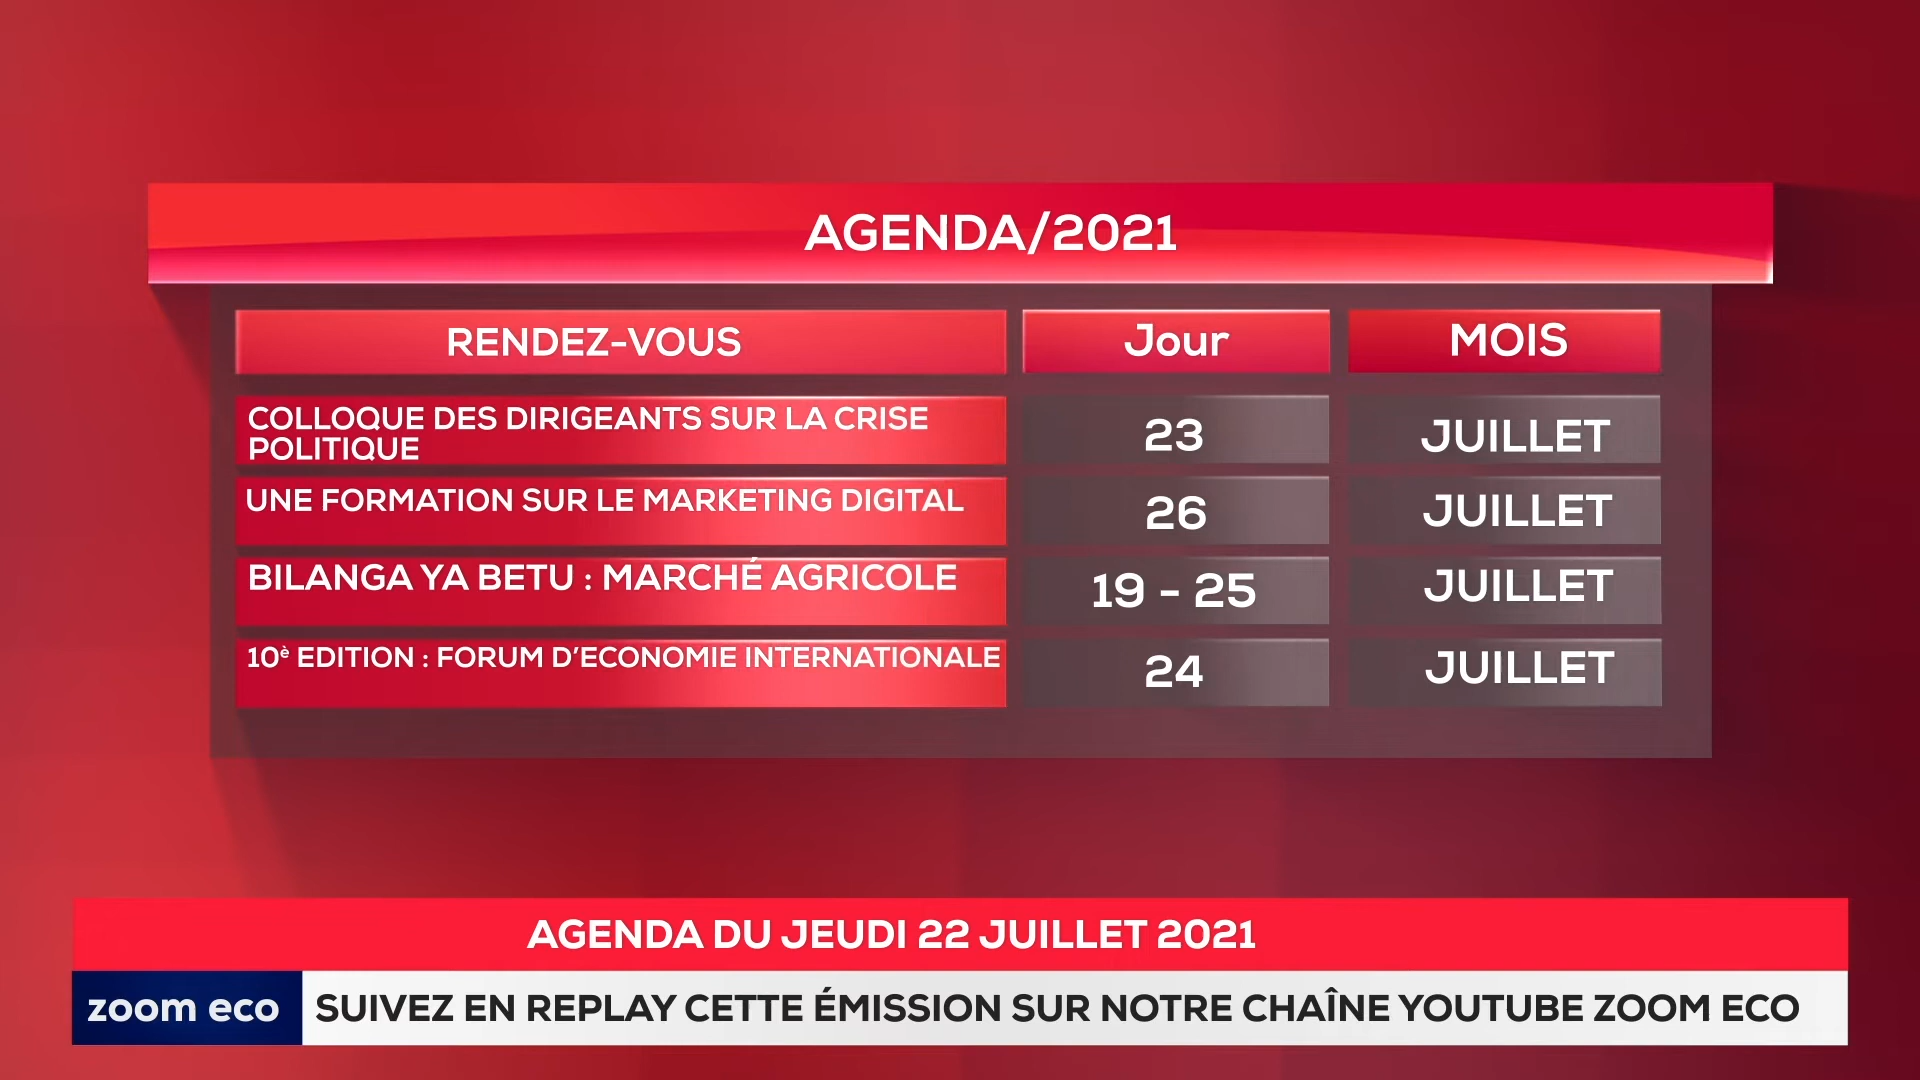 AGENDA/2021
RENDEZ-VOUS Jour MOIS
COLLOQUE DES DIRIGEANTS SUR LA CRISE
POLITIQUE
23 JUILLET
UNE FORMATION SUR LE MARKETING DIGITAL
26 JUILLET
BILANGA YA BETU : MARCHÉ AGRICOLE
19 - 25 JUILLET
10è EDITION : FORUM D'ECONOMIE INTERNATIONALE
24 JUILLET
AGENDA DU JEUDI 22 JUILLET 2021
zoom eco
SUIVEZ EN REPLAY CETTE ÉMISSION SUR NOTRE CHAÎNE YOUTUBE ZOOM ECO